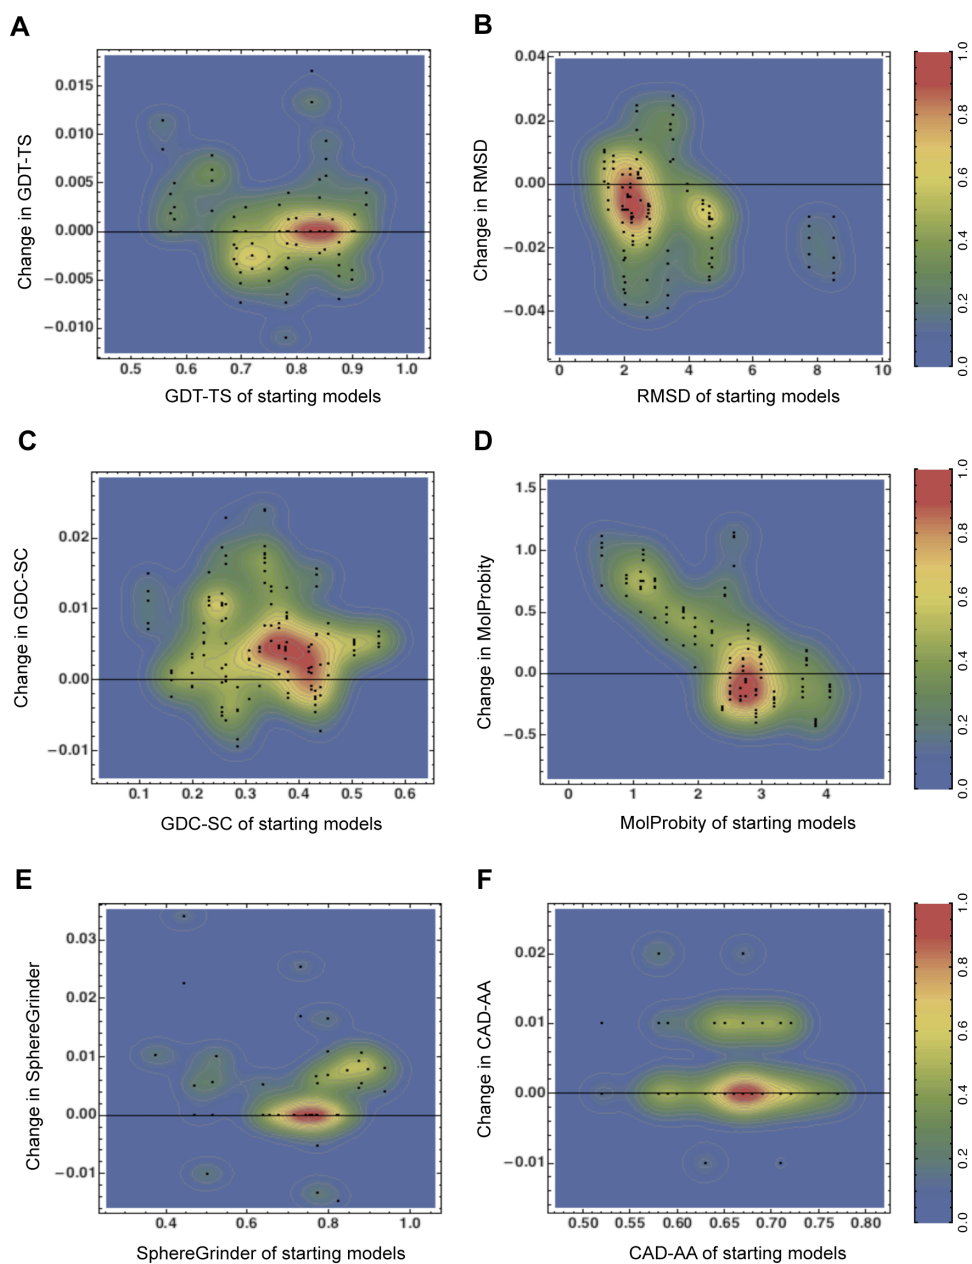 A
B
Change in GDT-TS
0.015
0.010
0.005
0.000
−0.005
−0.010
0.5 0.6 0.7 0.8 0.9 1.0
GDT-TS of starting models
Change in RMSD
0.04
0.02
0.00
−0.02
−0.04
0 2 4 6 8 10
RMSD of starting models
1.0
0.8
0.6
0.4
0.2
0.0
C
D
Change in GDC-SC
0.02
0.01
0.00
−0.01
0.1 0.2 0.3 0.4 0.5 0.6
GDC-SC of starting models
Change in MolProbity
1.5
1.0
0.5
0.0
−0.5
0 1 2 3 4
MolProbity of starting models
1.0
0.8
0.6
0.4
0.2
0.0
E
F
Change in SphereGrinder
0.03
0.02
0.01
0.00
−0.01
0.4 0.6 0.8 1.0
SphereGrinder of starting models
Change in CAD-AA
0.02
0.01
0.00
−0.01
0.50 0.55 0.60 0.65 0.70 0.75 0.80
CAD-AA of starting models
1.0
0.8
0.6
0.4
0.2
0.0